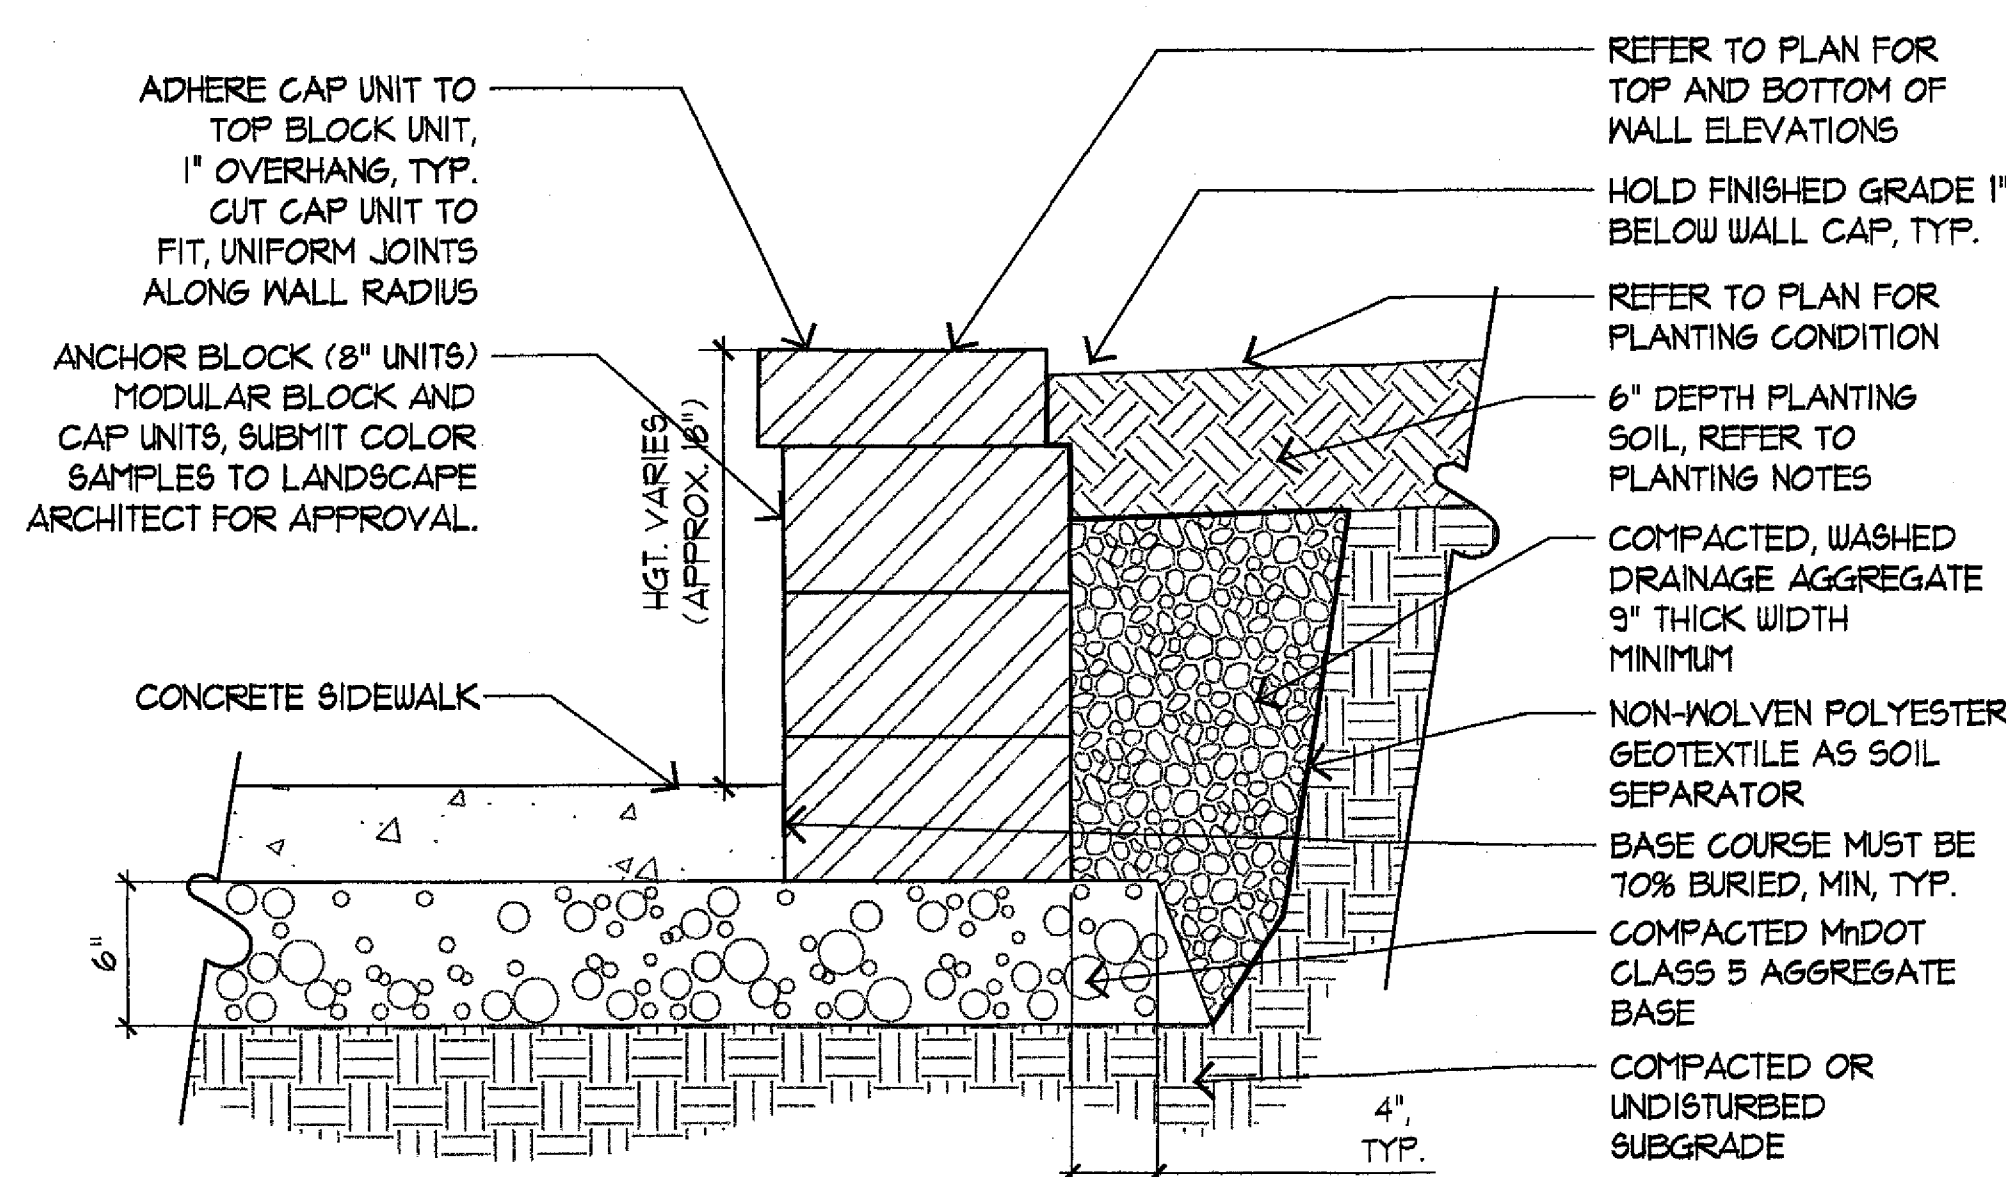 ADHERE CAP UNIT TO
TOP BLOCK UNIT,
1" OVERHANG, TYP.
CUT CAP UNIT TO
FIT, UNIFORM JOINTS
ALONG WALL RADIUS
ANCHOR BLOCK (8" UNITS)
MODULAR BLOCK AND
CAP UNITS, SUBMIT COLOR
SAMPLES TO LANDSCAPE
ARCHITECT FOR APPROVAL.
CONCRETE SIDEWALK
6"
HGT. VARIES
(APPROX. 18")
REFER TO PLAN FOR
TOP AND BOTTOM OF
WALL ELEVATIONS
HOLD FINISHED GRADE 1"
BELOW WALL CAP, TYP.
REFER TO PLAN FOR
PLANTING CONDITION
6" DEPTH PLANTING
SOIL, REFER TO
PLANTING NOTES
COMPACTED, WASHED
DRAINAGE AGGREGATE
9" THICK WIDTH
MINIMUM
NON-WOLVEN POLYESTER
GEOTEXTILE AS SOIL
SEPARATOR
BASE COURSE MUST BE
70% BURIED, MIN, TYP.
COMPACTED MnDOT
CLASS 5 AGGREGATE
BASE
COMPACTED OR
UNDISTURBED
SUBGRADE
4",
TYP.